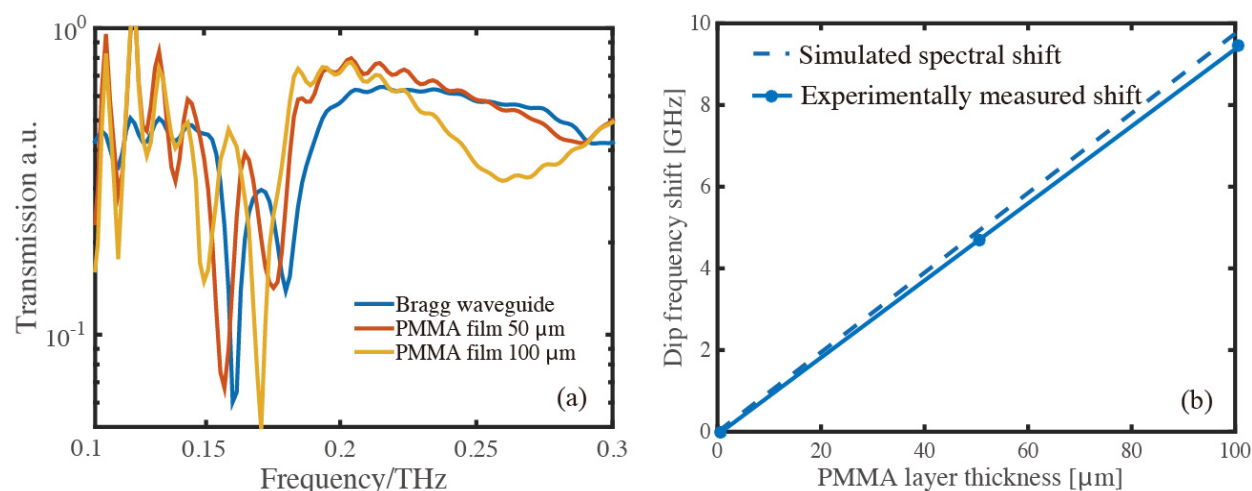 10⁰
10⁻¹
Transmission a.u.
Bragg waveguide
PMMA film 50 µm
PMMA film 100 µm
(a)
0.1 0.15 0.2 0.25 0.3
Frequency/THz
(b)
10
8
6
4
2
0
Dip frequency shift [GHz]
Simulated spectral shift
Experimentally measured shift
(b)
0 20 40 60 80 100
PMMA layer thickness [µm]